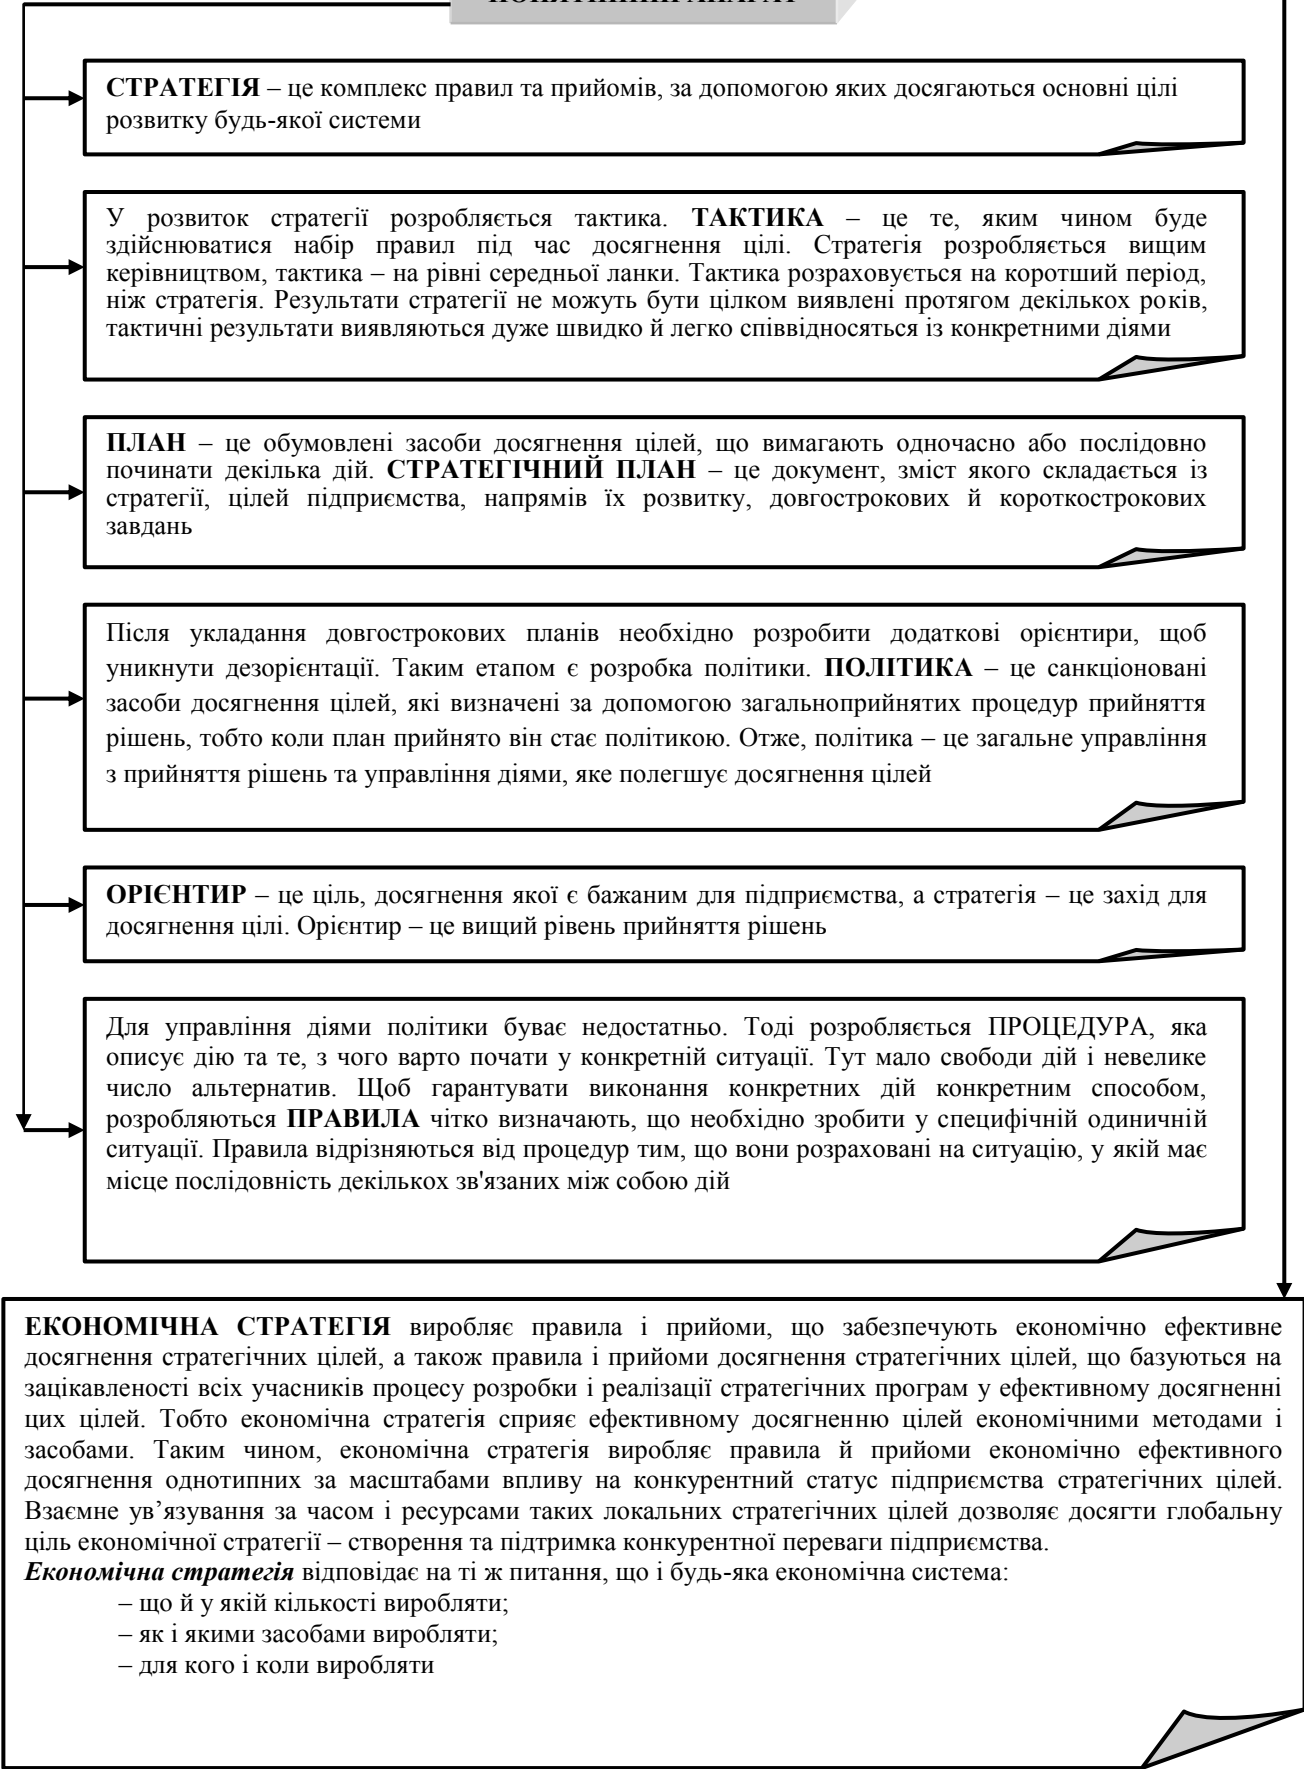 СТРАТЕГІЯ – це комплекс правил та прийомів, за допомогою яких досягаються основні цілі
розвитку будь-якої системи
У розвиток стратегії розробляється тактика. ТАКТИКА – це те, яким чином буде
здійснюватися набір правил під час досягнення цілі. Стратегія розробляється вищим
керівництвом, тактика – на рівні середньої ланки. Тактика розраховується на коротший період,
ніж стратегія. Результати стратегії не можуть бути цілком виявлені протягом декількох років,
тактичні результати виявляються дуже швидко й легко співвідносяться із конкретними діями
ПЛАН – це обумовлені засоби досягнення цілей, що вимагають одночасно або послідовно
починати декілька дій. СТРАТЕГІЧНИЙ ПЛАН – це документ, зміст якого складається із
стратегії, цілей підприємства, напрямів їх розвитку, довгострокових й короткострокових
завдань
Після укладання довгострокових планів необхідно розробити додаткові орієнтири, щоб
уникнути дезорієнтації. Таким етапом є розробка політики. ПОЛІТИКА – це санкціоновані
засоби досягнення цілей, які визначені за допомогою загальноприйнятих процедур прийняття
рішень, тобто коли план прийнято він стає політикою. Отже, політика – це загальне управління
з прийняття рішень та управління діями, яке полегшує досягнення цілей
ОРІЄНТИР – це ціль, досягнення якої є бажаним для підприємства, а стратегія – це захід для
досягнення цілі. Орієнтир – це вищий рівень прийняття рішень
Для управління діями політики буває недостатньо. Тоді розробляється ПРОЦЕДУРА, яка
описує дію та те, з чого варто почати у конкретній ситуації. Тут мало свободи дій і невелике
число альтернатив. Щоб гарантувати виконання конкретних дій конкретним способом,
розробляються ПРАВИЛА чітко визначають, що необхідно зробити у специфічній одиничній
ситуації. Правила відрізняються від процедур тим, що вони розраховані на ситуацію, у якій має
місце послідовність декількох зв'язаних між собою дій
ЕКОНОМІЧНА СТРАТЕГІЯ виробляє правила і прийоми, що забезпечують економічно ефективне
досягнення стратегічних цілей, а також правила і прийоми досягнення стратегічних цілей, що базуються на
зацікавленості всіх учасників процесу розробки і реалізації стратегічних програм у ефективному досягненні
цих цілей. Тобто економічна стратегія сприяє ефективному досягненню цілей економічними методами і
засобами. Таким чином, економічна стратегія виробляє правила й прийоми економічно ефективного
досягнення однотипних за масштабами впливу на конкурентний статус підприємства стратегічних цілей.
Взаємне ув’язування за часом і ресурсами таких локальних стратегічних цілей дозволяє досягти глобальну
ціль економічної стратегії – створення та підтримка конкурентної переваги підприємства.
Економічна стратегія відповідає на ті ж питання, що і будь-яка економічна система:
– що й у якій кількості виробляти;
– як і якими засобами виробляти;
– для кого і коли виробляти